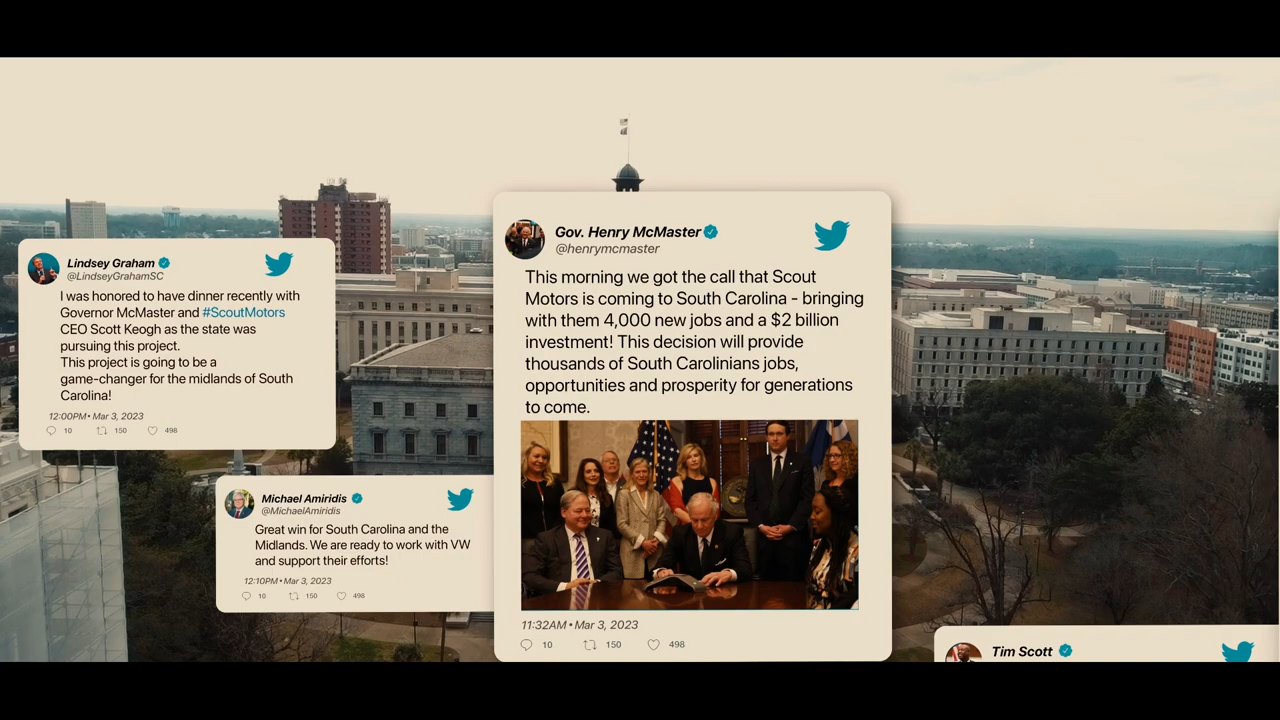 Lindsey Graham
@LindseyGrahamSC
I was honored to have dinner recently with
Governor McMaster and #ScoutMotors
CEO Scott Keogh as the state was
pursuing this project.
This project is going to be a
game-changer for the midlands of South
Carolina!
12:00PM • Mar 3, 2023
10 150 498
Michael Amiridis
@MichaelAmiridis
Great win for South Carolina and the
Midlands. We are ready to work with VW
and support their efforts!
12:10PM • Mar 3, 2023
10 150 498
Gov. Henry McMaster
@henrymcmaster
This morning we got the call that Scout
Motors is coming to South Carolina - bringing
with them 4,000 new jobs and a $2 billion
investment! This decision will provide
thousands of South Carolinians jobs,
opportunities and prosperity for generations
to come.
11:32AM • Mar 3, 2023
10 150 498
Tim Scott